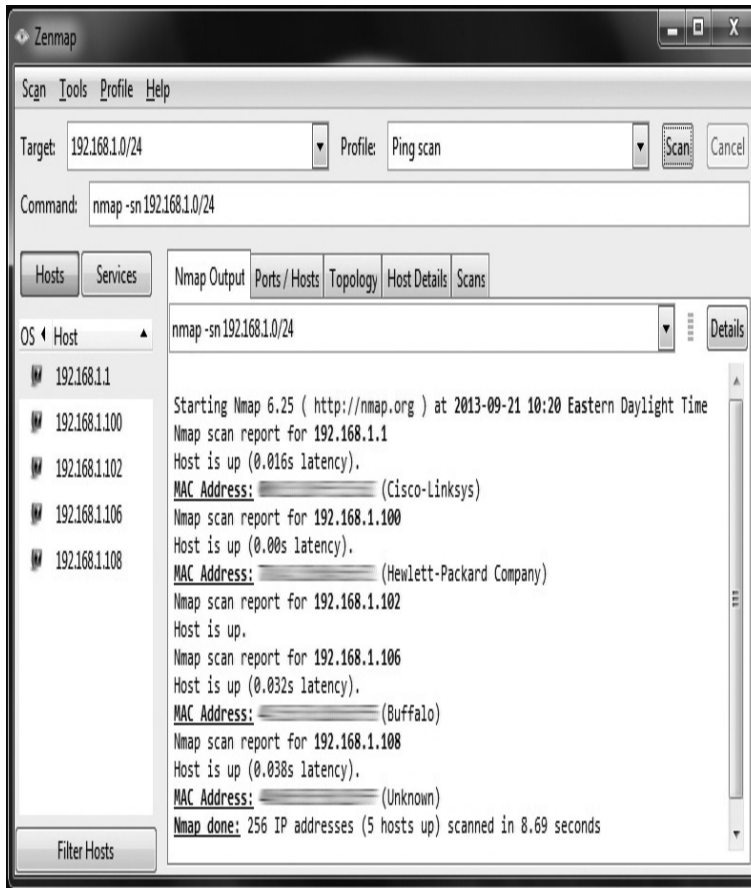 Zenmap
Scan Tools Profile Help
Target: 192.168.1.0/24 Profile: Ping scan Scan Cancel
Command: nmap -sn 192.168.1.0/24
Hosts Services
Nmap Output Ports / Hosts Topology Host Details Scans
OS Host
nmap -sn 192.168.1.0/24 Details
192.168.1.1
192.168.1.100
192.168.1.102
192.168.1.106
192.168.1.108
Starting Nmap 6.25 ( http://nmap.org ) at 2013-09-21 10:20 Eastern Daylight Time
Nmap scan report for 192.168.1.1
Host is up (0.016s latency).
MAC Address: (Cisco-Linksys)
Nmap scan report for 192.168.1.100
Host is up (0.00s latency).
MAC Address: (Hewlett-Packard Company)
Nmap scan report for 192.168.1.102
Host is up.
Nmap scan report for 192.168.1.106
Host is up (0.032s latency).
MAC Address: (Buffalo)
Nmap scan report for 192.168.1.108
Host is up (0.038s latency).
MAC Address: (Unknown)
Nmap done: 256 IP addresses (5 hosts up) scanned in 8.69 seconds
Filter Hosts